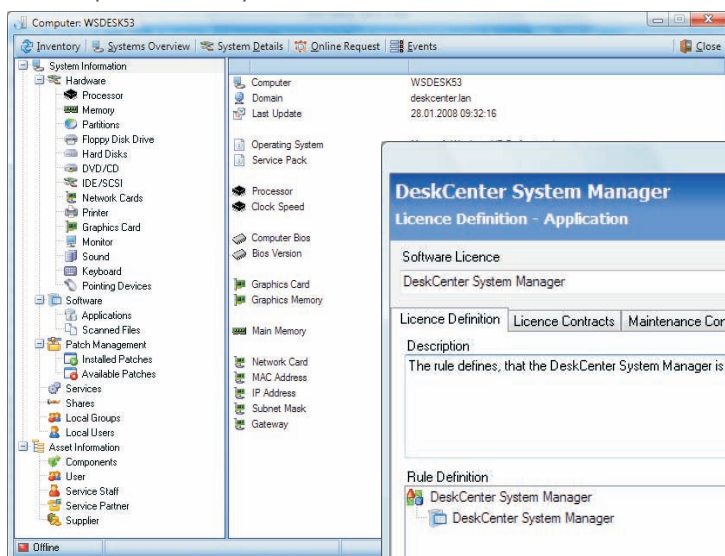 Computer: WSDESK53
Inventory Systems Overview System Details Online Request Events Close
System Information
Hardware
Processor
Memory
Partitions
Floppy Disk Drive
Hard Disks
DVD/CD
IDE/SCSI
Network Cards
Printer
Graphics Card
Monitor
Sound
Keyboard
Pointing Devices
Software
Applications
Scanned Files
Patch Management
Installed Patches
Available Patches
Services
Shares
Local Groups
Local Users
Asset Information
Components
User
Service Staff
Service Partner
Supplier
Offline
Computer WSDESK53
Domain deskcenter.lan
Last Update 28.01.2008 09:32:16
Operating System
Service Pack
Processor
Clock Speed
Computer Bios
Bios Version
Graphics Card
Graphics Memory
Main Memory
Network Card
MAC Address
IP Address
Subnet Mask
Gateway
DeskCenter System Manager
Licence Definition - Application
Software Licence
DeskCenter System Manager
Licence Definition Licence Contracts Maintenance Con
Description
The rule defines, that the DeskCenter System Manager is
Rule Definition
DeskCenter System Manager
DeskCenter System Manager